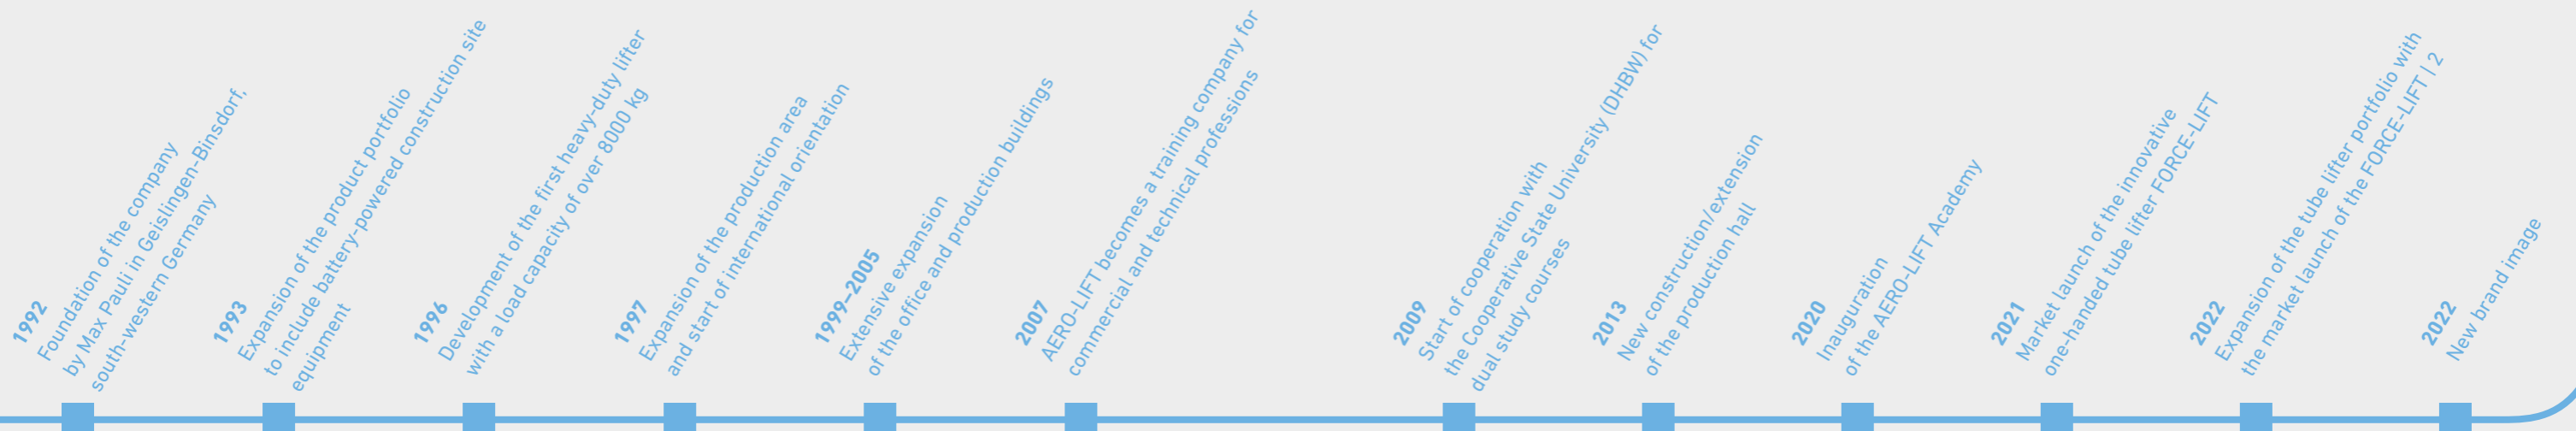 1992
Foundation of the company
by Max Pauli in Geislingen-Binsdorf,
south-western Germany
1993
Expansion of the product portfolio
to include battery-powered construction site
equipment
1996
Development of the first heavy-duty lifter
with a load capacity of over 8000 kg
1997
Expansion of the production area
and start of international orientation
1999–2005
Extensive expansion
of the office and production buildings
2007
AERO-LIFT becomes a training company for
commercial and technical professions
2009
Start of cooperation with
the Cooperative State University (DHBW) for
dual study courses
2013
New construction/extension
of the production hall
2020
Inauguration
of the AERO-LIFT Academy
2021
Market launch of the innovative
one-handed tube lifter FORCE-LIFT
2022
Expansion of the tube lifter portfolio with
the market launch of the FORCE-LIFT | 2
2022
New brand image